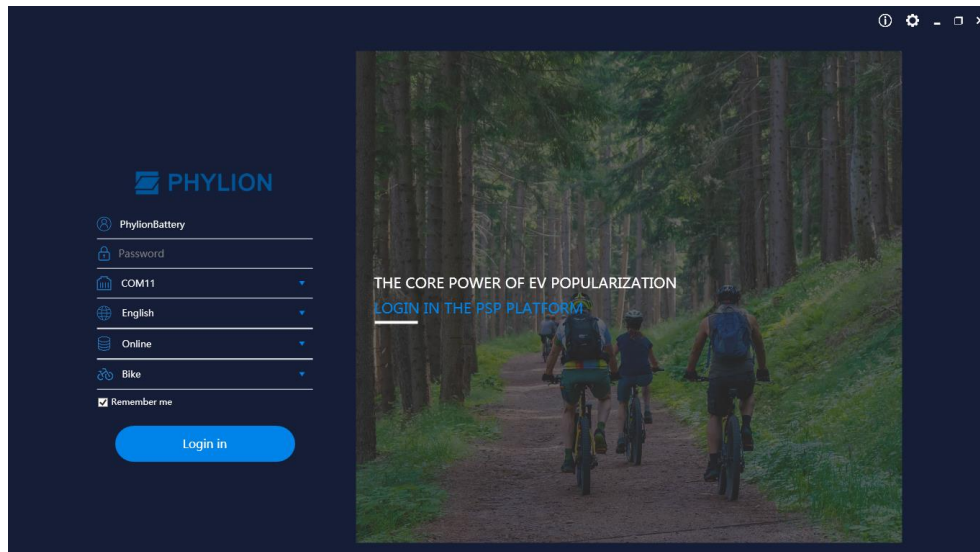 PHYLION
PhylionBattery
Password
COM11
English
Online
Bike
Remember me
Login in
THE CORE POWER OF EV POPULARIZATION
LOGIN IN THE PSP PLATFORM